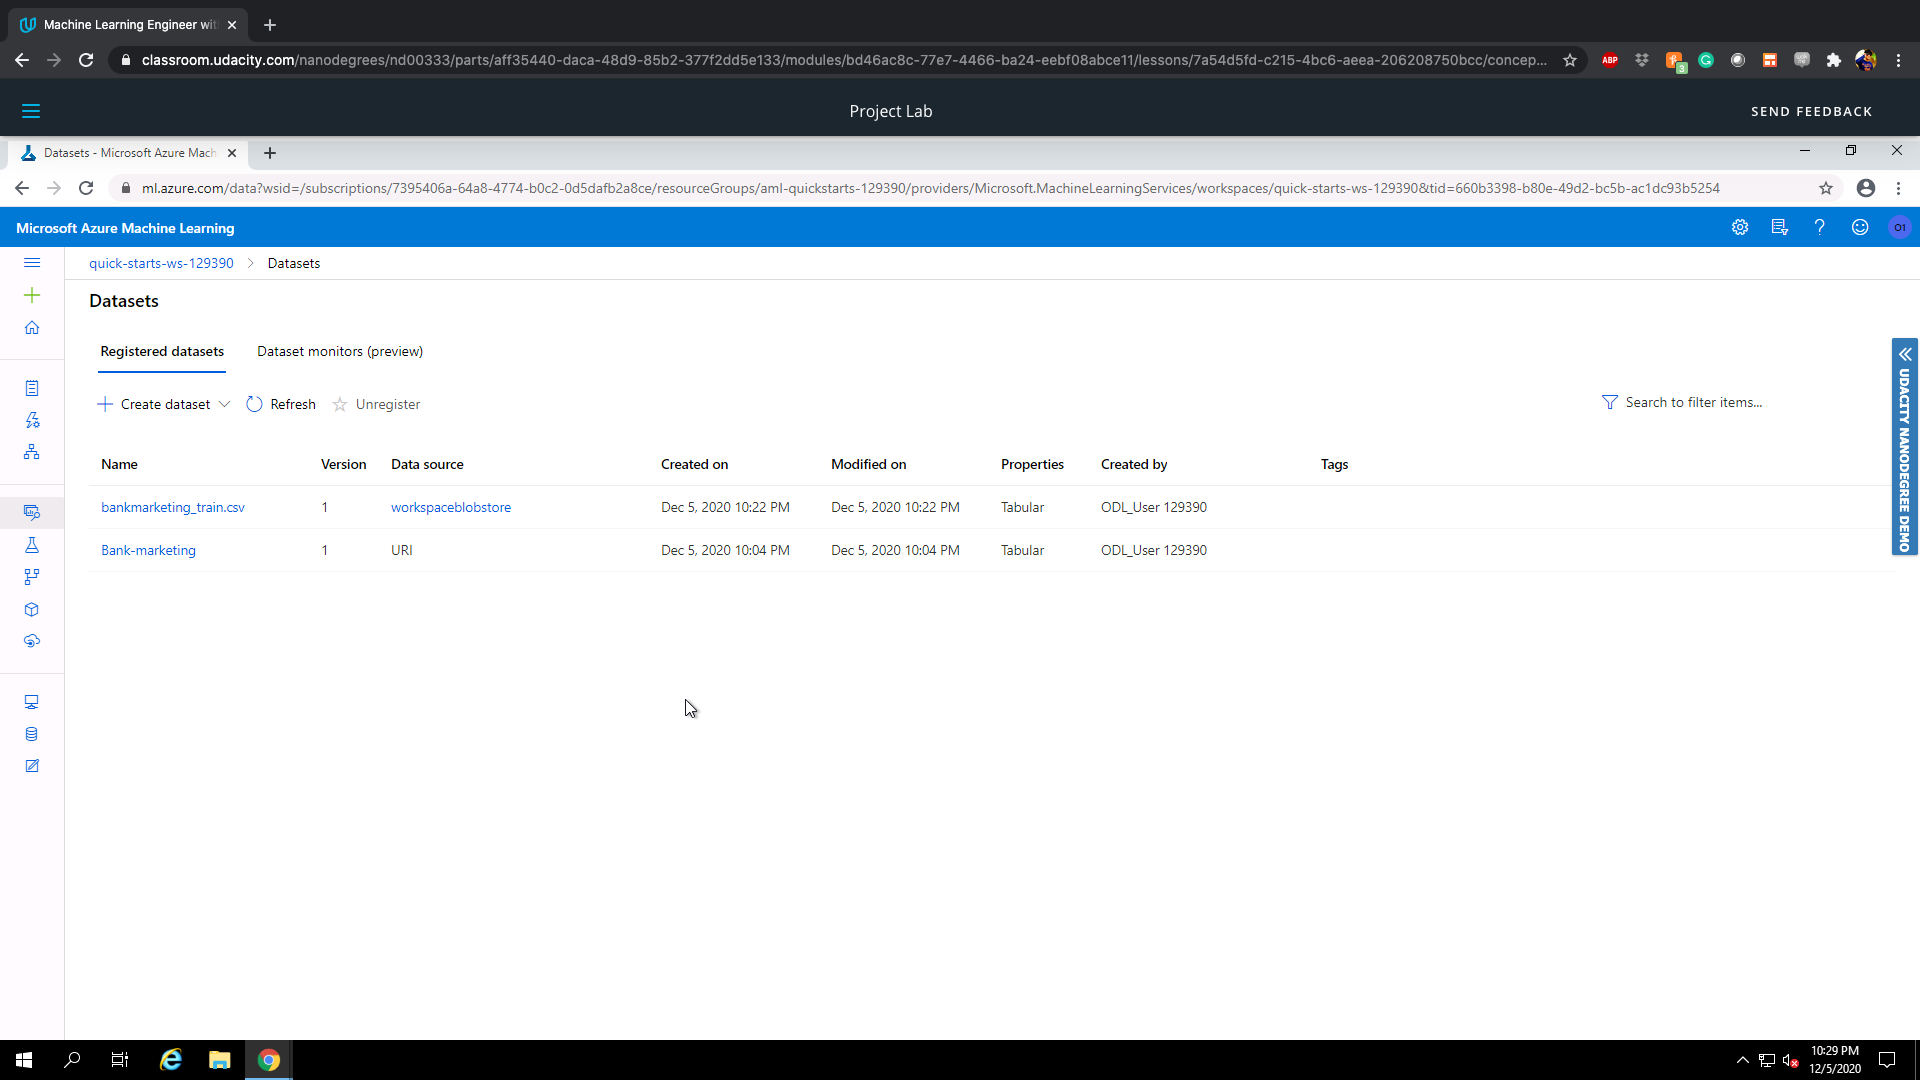 Machine Learning Engineer wit
classroom.udacity.com/nanodegrees/nd00333/parts/aff35440-daca-48d9-85b2-377f2dd5e133/modules/bd46ac8c-77e7-4466-ba24-eebf08abce11/lessons/7a54d5fd-c215-4bc6-aeea-206208750bcc/concep...
ABP
3
Project Lab
SEND FEEDBACK
Datasets - Microsoft Azure Mach
ml.azure.com/data?wsid=/subscriptions/7395406a-64a8-4774-b0c2-0d5dafb2a8ce/resourceGroups/aml-quickstarts-129390/providers/Microsoft.MachineLearningServices/workspaces/quick-starts-ws-129390&tid=660b3398-b80e-49d2-bc5b-ac1dc93b5254
Microsoft Azure Machine Learning
O1
quick-starts-ws-129390 > Datasets
Datasets
Registered datasets Dataset monitors (preview)
Create dataset Refresh Unregister Search to filter items...
Name Version Data source Created on Modified on Properties Created by Tags
bankmarketing_train.csv 1 workspaceblobstore Dec 5, 2020 10:22 PM Dec 5, 2020 10:22 PM Tabular ODL_User 129390
Bank-marketing 1 URI Dec 5, 2020 10:04 PM Dec 5, 2020 10:04 PM Tabular ODL_User 129390
UDACITY NANODEGREE DEMO
10:29 PM
12/5/2020